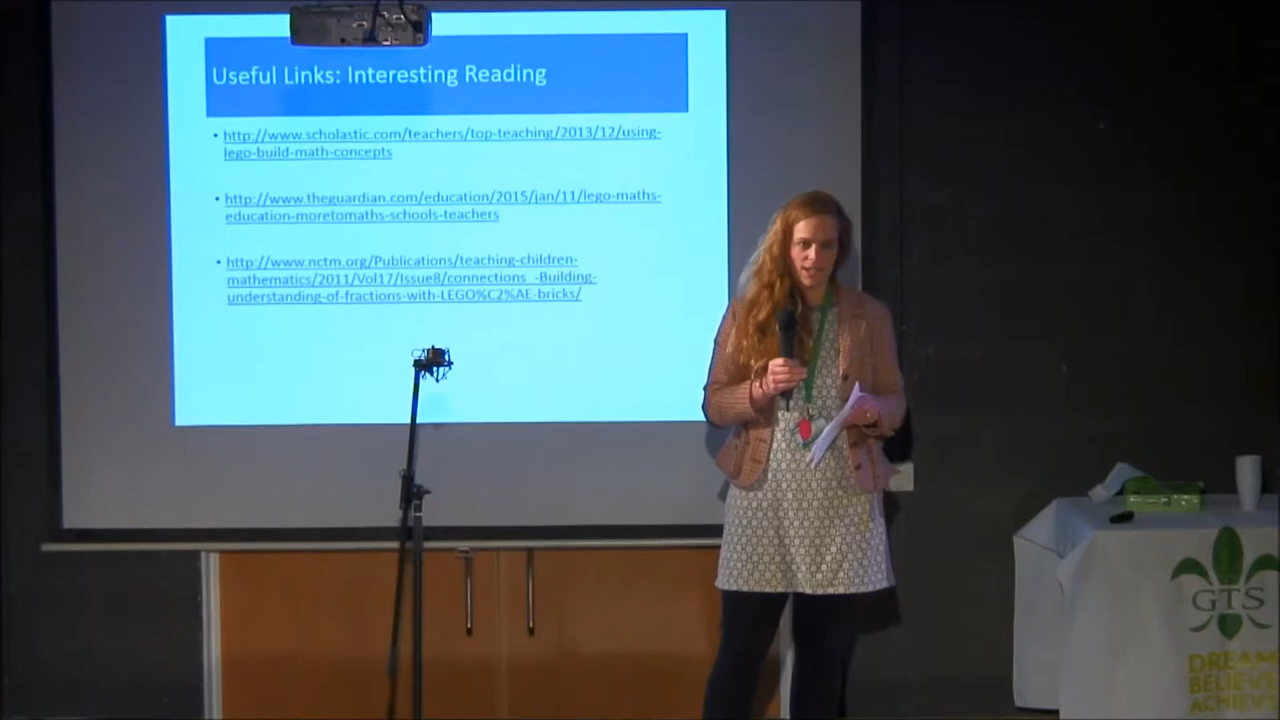 Useful Links: Interesting Reading
• http://www.scholastic.com/teachers/top-teaching/2013/12/using-
lego-build-math-concepts
• http://www.theguardian.com/education/2015/jan/11/lego-maths-
education-moretomaths-schools-teachers
• http://www.nctm.org/Publications/teaching-children-
mathematics/2011/Vol17/Issue8/connections_-Building-
understanding-of-fractions-with-LEGO%C2%AE-bricks/
GTS
DREAM
BELIEVE
ACHIEVE